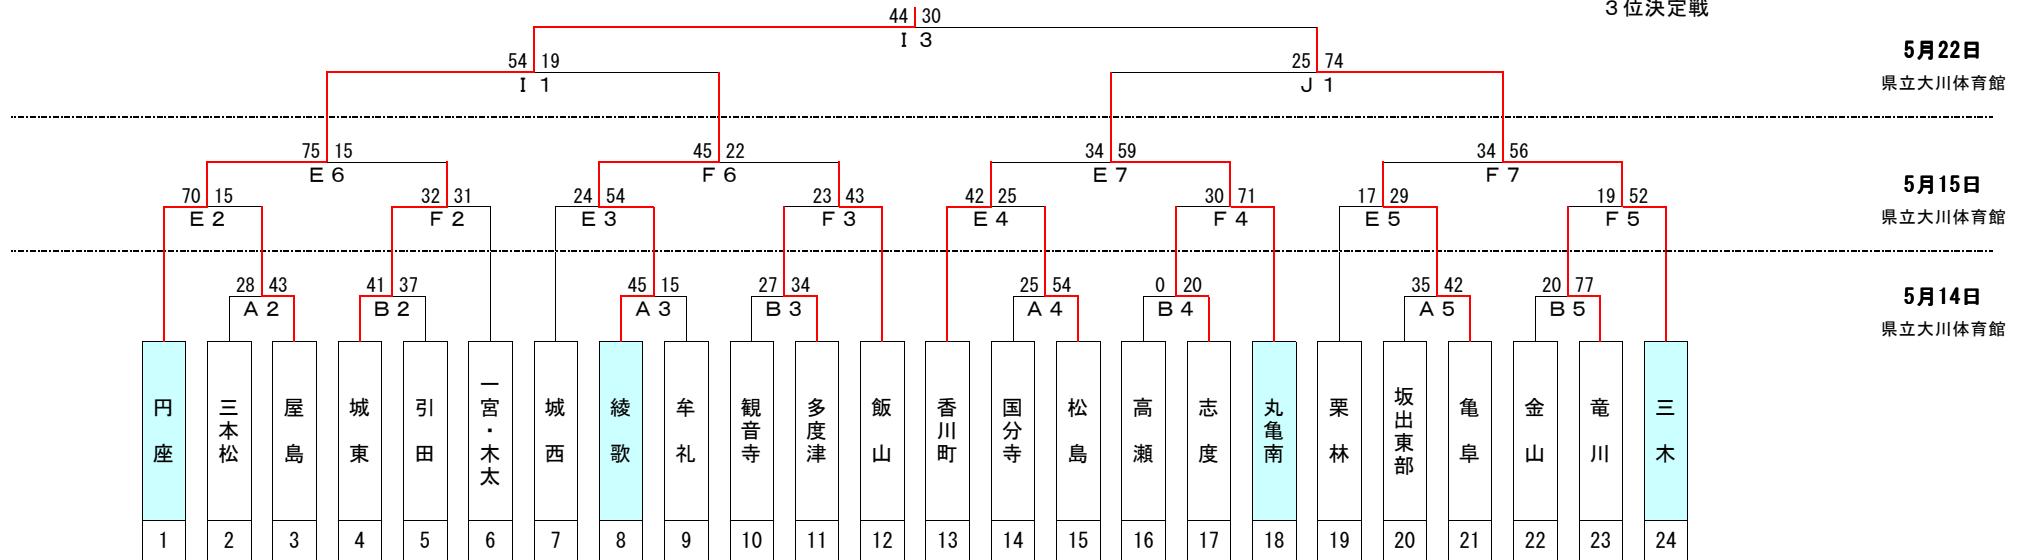 44 30
３位決定戦
Ｉ３
5月22日
54 19
25 74
Ｉ１
Ｊ１
県立大川体育館
75 15
45 22
34 59
34 56
Ｅ６
Ｆ６
Ｅ７
Ｆ７
5月15日
70 15
32 31
24 54
23 43
42 25
30 71
17 29
19 52
Ｅ２
Ｆ２
Ｅ３
Ｆ３
Ｅ４
Ｆ４
Ｅ５
Ｆ５
県立大川体育館
28 43
41 37
45 15
27 34
25 54
0 20
35 42
20 77
5月14日
Ａ２
Ｂ２
Ａ３
Ｂ３
Ａ４
Ｂ４
Ａ５
Ｂ５
県立大川体育館
円座
三本松
屋島
城東
引田
一宮・木太
城西
綾歌
牟礼
観音寺
多度津
飯山
香川町
国分寺
松島
高瀬
志度
丸亀南
栗林
坂出東部
亀阜
金山
竜川
三木
1 2 3 4 5 6 7 8 9 10 11 12 13 14 15 16 17 18 19 20 21 22 23 24